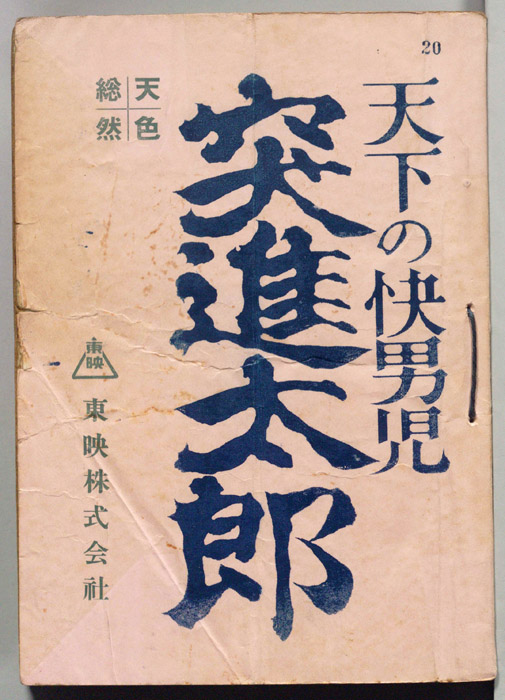 20
天下の快男児
突進太郎
総天
然色
東映
東映株式会社